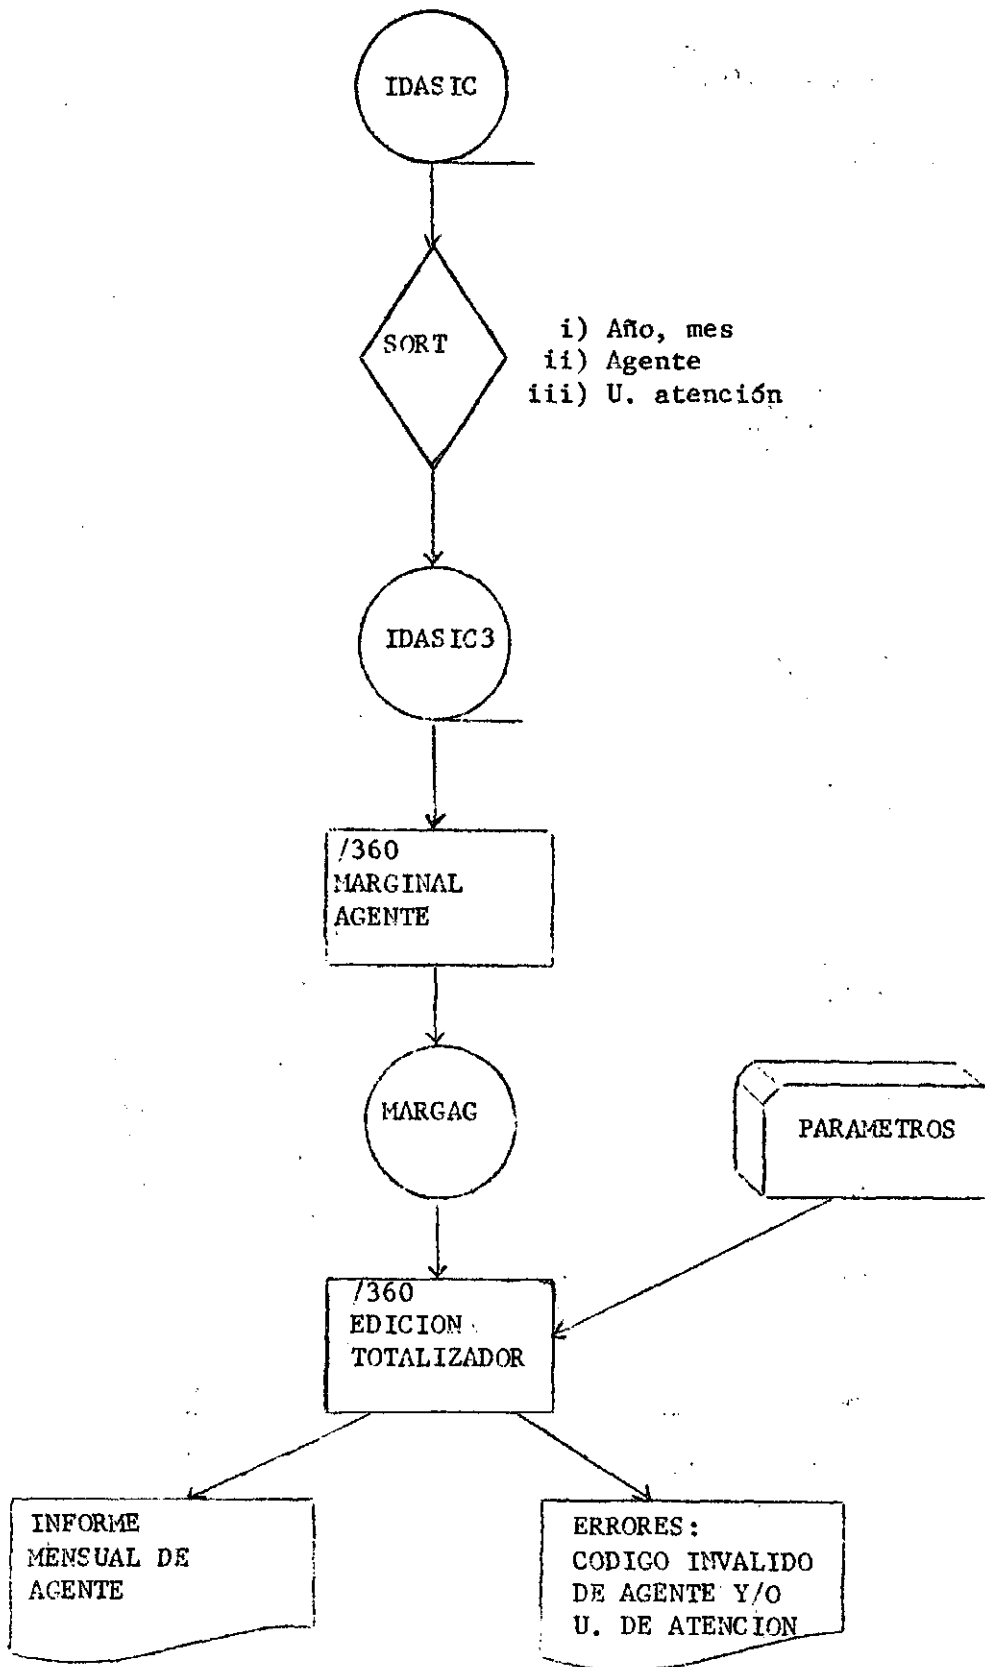 IDASIC
SORT
i) Año, mes
ii) Agente
iii) U. atención
IDASIC3
/360
MARGINAL
AGENTE
MARGAG
PARAMETROS
/360
EDICION
TOTALIZADOR
INFORME
MENSUAL DE
AGENTE
ERRORES:
CODIGO INVALIDO
DE AGENTE Y/O
U. DE ATENCION